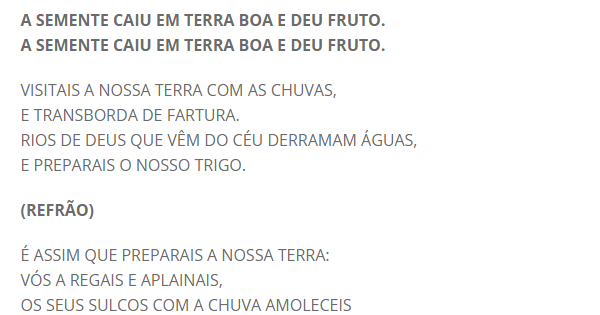 A SEMENTE CAIU EM TERRA BOA E DEU FRUTO.
A SEMENTE CAIU EM TERRA BOA E DEU FRUTO.
VISITAIS A NOSSA TERRA COM AS CHUVAS,
E TRANSBORDA DE FARTURA.
RIOS DE DEUS QUE VÊM DO CÉU DERRAMAM ÁGUAS,
E PREPARAIS O NOSSO TRIGO.
(REFRÃO)
É ASSIM QUE PREPARAIS A NOSSA TERRA:
VÓS A REGAIS E APLAINAIS,
OS SEUS SULCOS COM A CHUVA AMOLECEIS